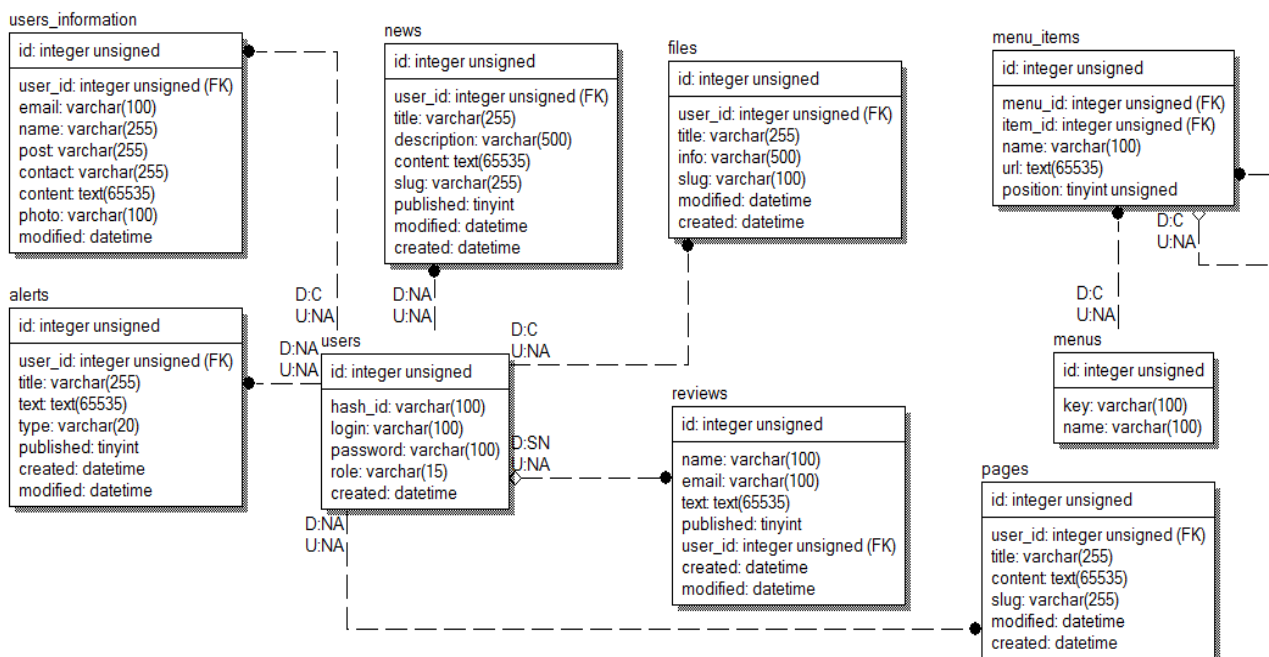 users_information
id: integer unsigned
user_id: integer unsigned (FK)
email: varchar(100)
name: varchar(255)
post: varchar(255)
contact: varchar(255)
content: text(65535)
photo: varchar(100)
modified: datetime
news
id: integer unsigned
user_id: integer unsigned (FK)
title: varchar(255)
description: varchar(500)
content: text(65535)
slug: varchar(255)
published: tinyint
modified: datetime
created: datetime
files
id: integer unsigned
user_id: integer unsigned (FK)
title: varchar(255)
info: varchar(500)
slug: varchar(100)
modified: datetime
created: datetime
menu_items
id: integer unsigned
menu_id: integer unsigned (FK)
item_id: integer unsigned (FK)
name: varchar(100)
url: text(65535)
position: tinyint unsigned
D:C
U:NA
D:C
U:NA
D:NA
U:NA
D:C
U:NA
D:C
U:NA
alerts
id: integer unsigned
user_id: integer unsigned (FK)
title: varchar(255)
text: text(65535)
type: varchar(20)
published: tinyint
created: datetime
modified: datetime
D:NA
U:NA
users
id: integer unsigned
hash_id: varchar(100)
login: varchar(100)
password: varchar(100)
role: varchar(15)
created: datetime
D:SN
U:NA
D:NA
U:NA
reviews
id: integer unsigned
name: varchar(100)
email: varchar(100)
text: text(65535)
published: tinyint
user_id: integer unsigned (FK)
created: datetime
modified: datetime
menus
id: integer unsigned
key: varchar(100)
name: varchar(100)
pages
id: integer unsigned
user_id: integer unsigned (FK)
title: varchar(255)
content: text(65535)
slug: varchar(255)
modified: datetime
created: datetime